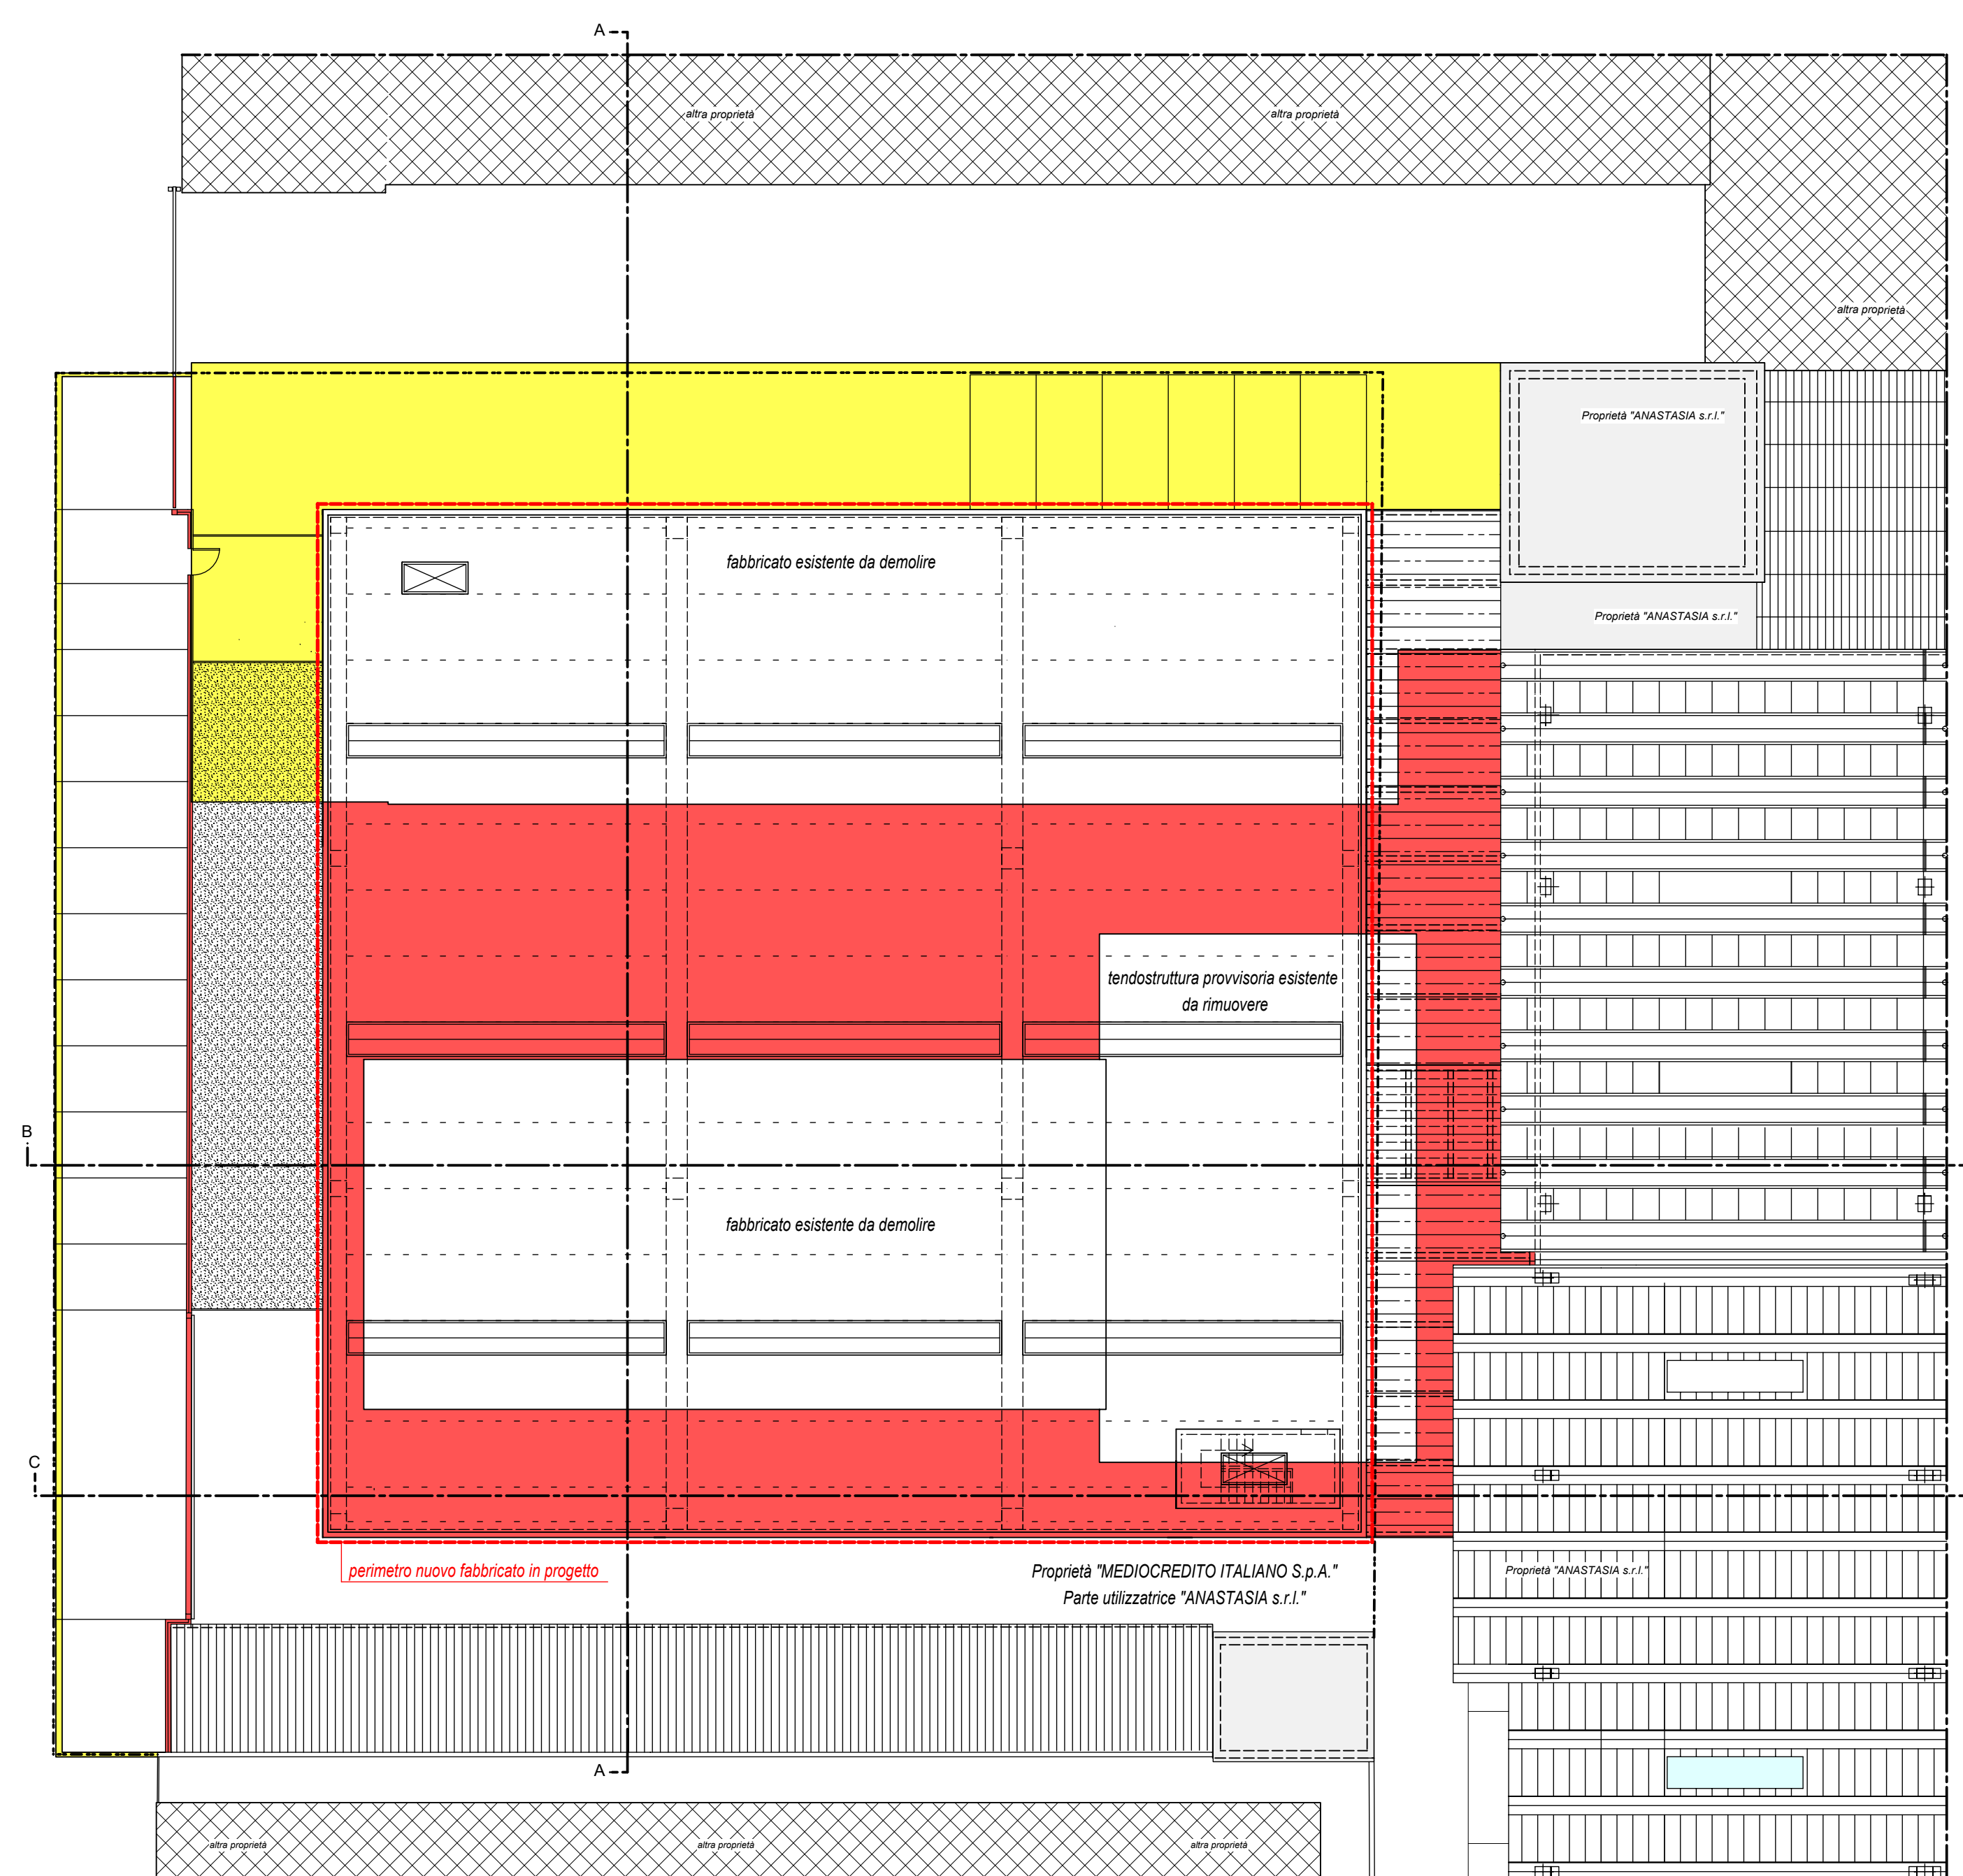 A
altra proprietà
altra proprietà
altra proprietà
Proprietà "ANASTASIA s.r.l."
fabbricato esistente da demolire
Proprietà "ANASTASIA s.r.l."
tendostruttura provvisoria esistente
da rimuovere
B
fabbricato esistente da demolire
C
perimetro nuovo fabbricato in progetto
Proprietà "MEDIOCREDITO ITALIANO S.p.A."
Parte utilizzatrice "ANASTASIA s.r.l."
Proprietà "ANASTASIA s.r.l."
A
altra proprietà
altra proprietà
altra proprietà